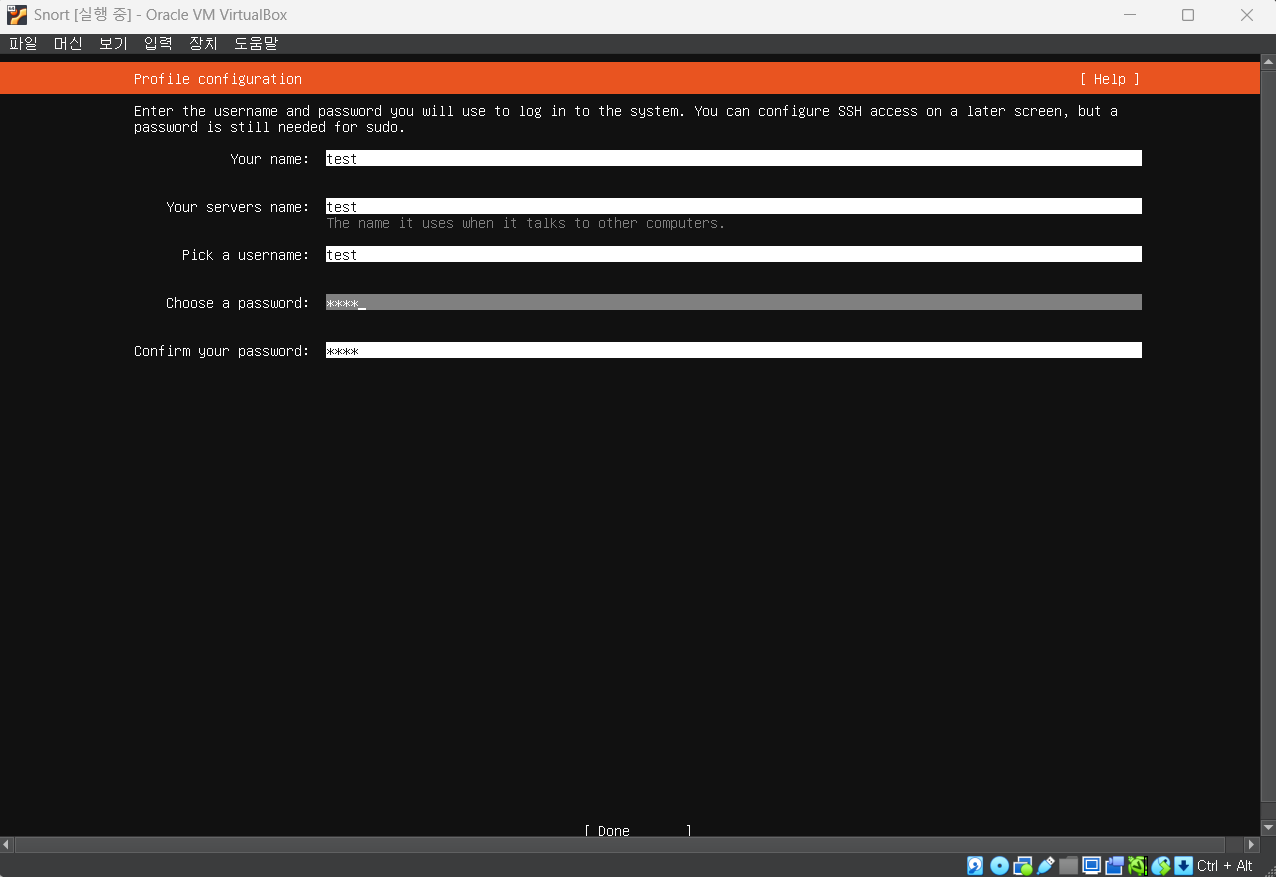 Snort [실행 중] - Oracle VM VirtualBox
파일 머신 보기 입력 장치 도움말
Profile configuration [ Help ]
Enter the username and password you will use to log in to the system. You can configure SSH access on a later screen, but a
password is still needed for sudo.
Your name: test
Your servers name: test
The name it uses when it talks to other computers.
Pick a username: test
Choose a password: ****_
Confirm your password: ****
[ Done ]
Ctrl + Alt